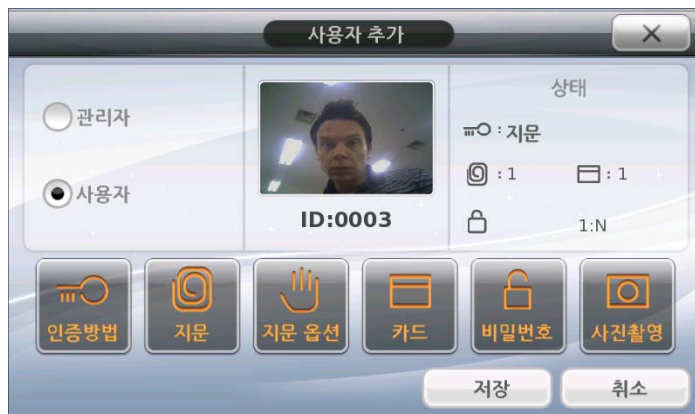 사용자 추가
관리자
사용자
ID:0003
상태
: 지문
: 1
: 1
1:N
인증방법
지문
지문 옵션
카드
비밀번호
사진촬영
저장
취소